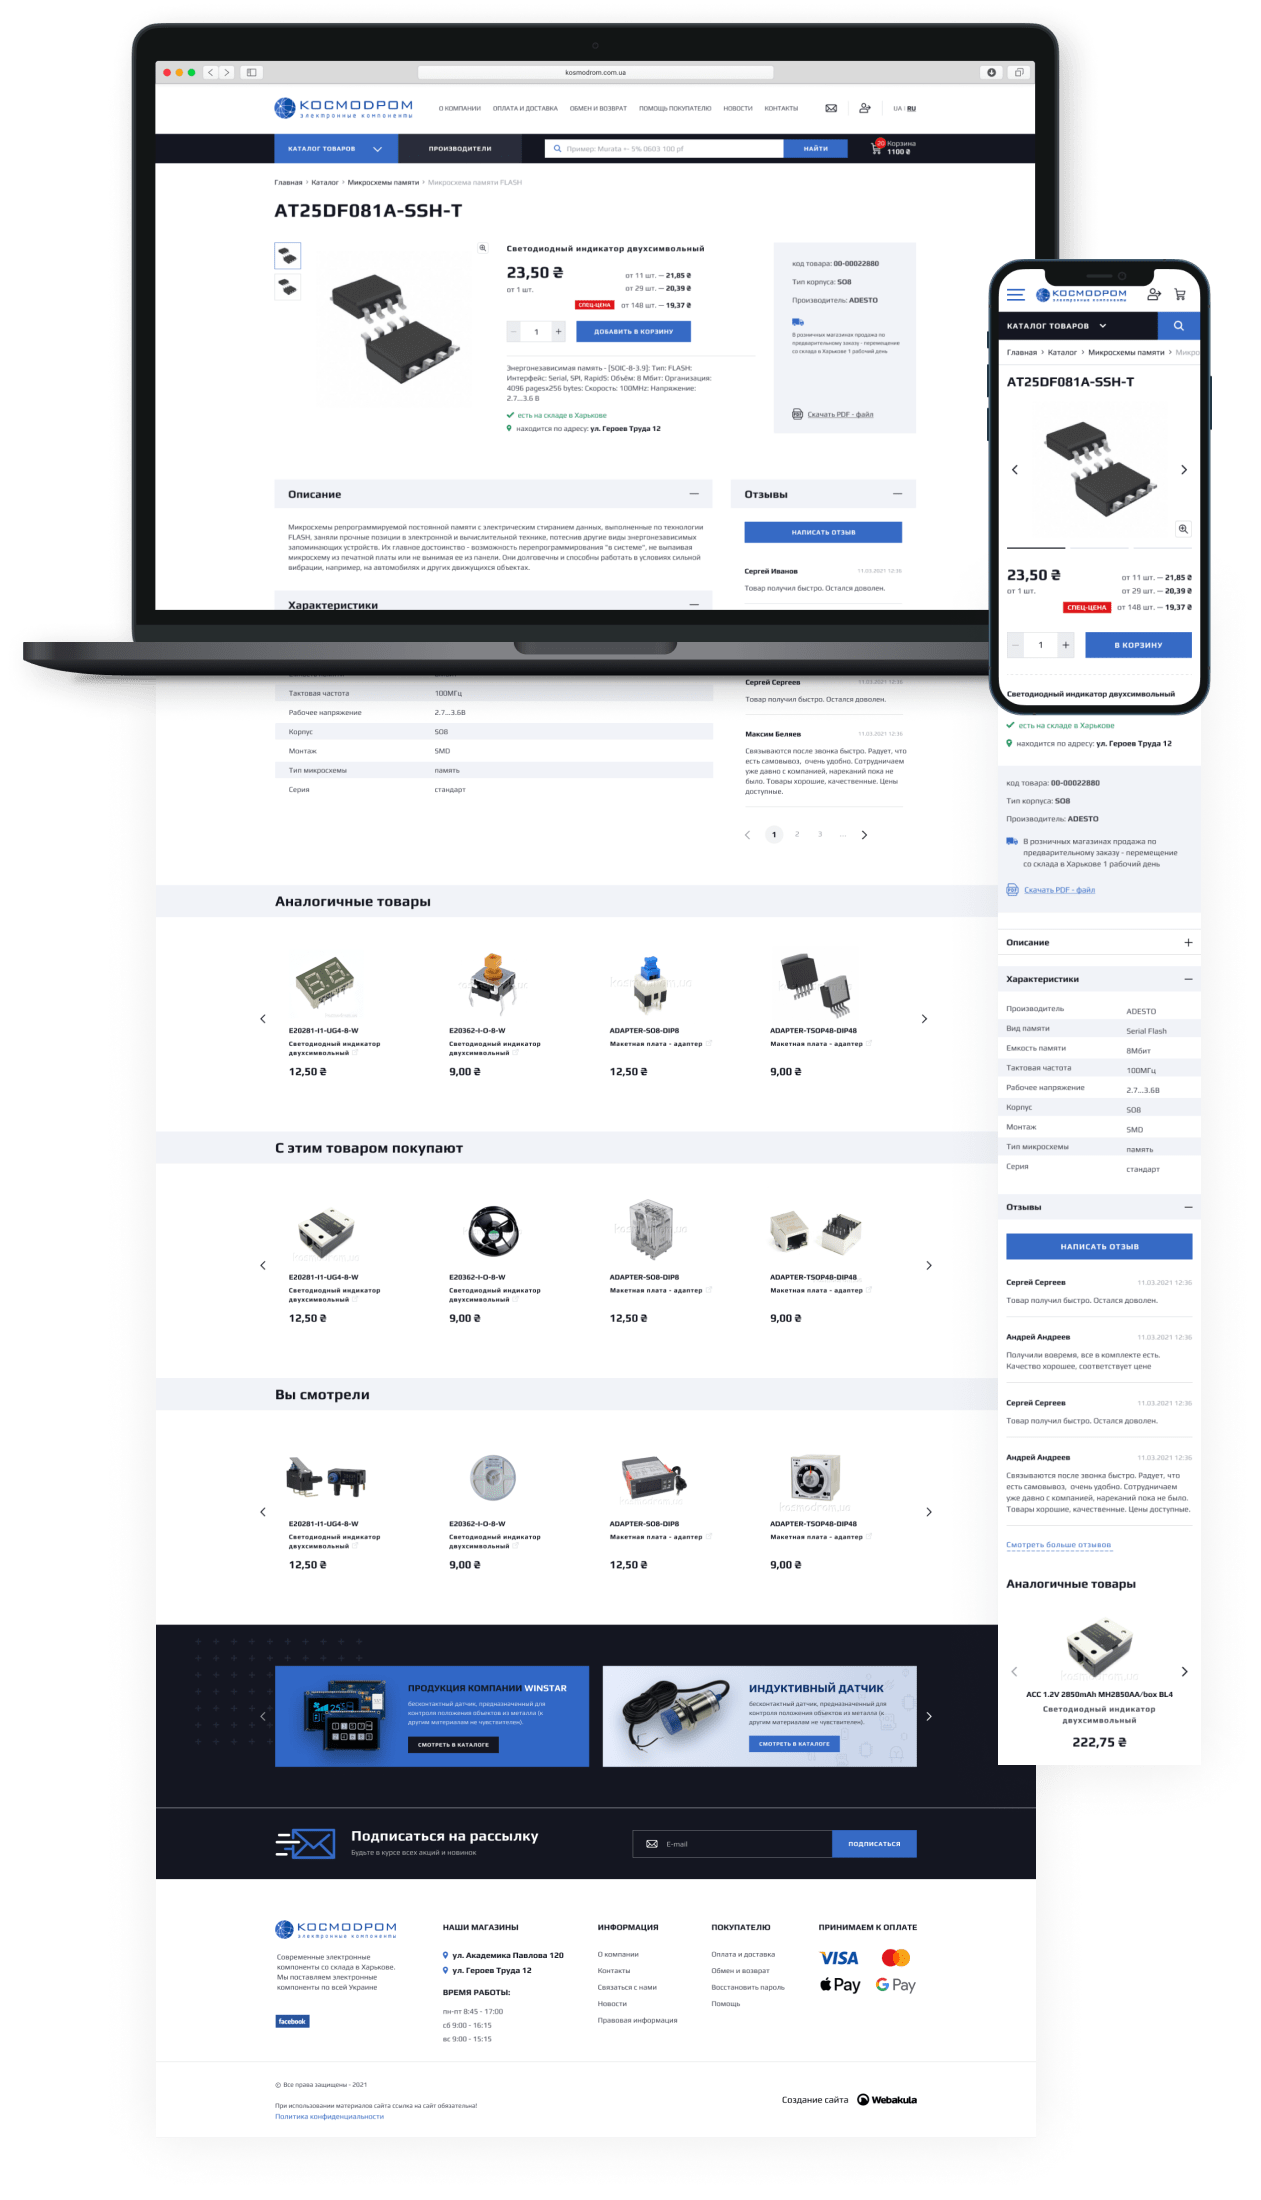 kosmodrom.com.ua
КОСМОДРОМ
электронные компоненты
О КОМПАНИИ ОПЛАТА И ДОСТАВКА ОБМЕН И ВОЗВРАТ ПОМОЩЬ ПОКУПАТЕЛЮ НОВОСТИ КОНТАКТЫ
UA | RU
КАТАЛОГ ТОВАРОВ
ПРОИЗВОДИТЕЛИ
Пример: Murata +- 5% 0603 100 pf
НАЙТИ
20
Корзина
1100 ₴
Главная › Каталог › Микросхемы памяти › Микросхема памяти FLASH
AT25DF081A-SSH-T
Светодиодный индикатор двухсимвольный
23,50 ₴
от 1 шт.
от 11 шт. — 21,85 ₴
от 29 шт. — 20,39 ₴
СПЕЦ-ЦЕНА от 148 шт. — 19,37 ₴
− 1 +
ДОБАВИТЬ В КОРЗИНУ
Энергонезависимая память - [SOIC-8-3.9]: Тип: FLASH:
Интерфейс: Serial, SPI, RapidS: Объём: 8 Мбит: Организация:
4096 pagesx256 bytes: Скорость: 100MHz: Напряжение:
2.7...3.6 В
есть на складе в Харькове
находится по адресу: ул. Героев Труда 12
код товара: 00-00022880
Тип корпуса: SO8
Производитель: ADESTO
В розничных магазинах продажа по
предварительному заказу - перемещение
со склада в Харькове 1 рабочий день
PDF
Скачать PDF - файл
Описание
Микросхемы репрограммируемой постоянной памяти с электрическим стиранием данных, выполненные по технологии
FLASH, заняли прочные позиции в электронной и вычислительной технике, потеснив другие виды энергонезависимых
запоминающих устройств. Их главное достоинство - возможность перепрограммирования "в системе", не выпаивая
микросхему из печатной платы или не вынимая ее из панели. Они долговечны и способны работать в условиях сильной
вибрации, например, на автомобилях и других движущихся объектах.
Характеристики
Отзывы
НАПИСАТЬ ОТЗЫВ
Сергей Иванов 11.03.2021 12:36
Товар получил быстро. Остался доволен.
Тактовая частота 100МГц
Рабочее напряжение 2.7...3.6В
Корпус SO8
Монтаж SMD
Тип микросхемы память
Серия стандарт
Сергей Сергеев 11.03.2021 12:36
Товар получил быстро. Остался доволен.
Максим Беляев 11.03.2021 12:36
Связываются после звонка быстро. Радует, что
есть самовывоз, очень удобно. Сотрудничаем
уже давно с компанией, нареканий пока не
было. Товары хорошие, качественные. Цены
доступные.
1 2 3 ...
Аналогичные товары
E20281-I1-UG4-8-W
Светодиодный индикатор
двухсимвольный
12,50 ₴
E20362-I-O-8-W
Светодиодный индикатор
двухсимвольный
9,00 ₴
kosmodrom.ua
ADAPTER-SO8-DIP8
Макетная плата - адаптер
12,50 ₴
ADAPTER-TSOP48-DIP48
Макетная плата - адаптер
9,00 ₴
С этим товаром покупают
kosmodrom.ua
E20281-I1-UG4-8-W
Светодиодный индикатор
двухсимвольный
12,50 ₴
E20362-I-O-8-W
Светодиодный индикатор
двухсимвольный
9,00 ₴
kosmodrom.ua
ADAPTER-SO8-DIP8
Макетная плата - адаптер
12,50 ₴
ADAPTER-TSOP48-DIP48
Макетная плата - адаптер
9,00 ₴
Вы смотрели
E20281-I1-UG4-8-W
Светодиодный индикатор
двухсимвольный
12,50 ₴
E20362-I-O-8-W
Светодиодный индикатор
двухсимвольный
9,00 ₴
kosmodrom.ua
ADAPTER-SO8-DIP8
Макетная плата - адаптер
12,50 ₴
kosmodrom.ua
ADAPTER-TSOP48-DIP48
Макетная плата - адаптер
9,00 ₴
ПРОДУКЦИЯ КОМПАНИИ WINSTAR
бесконтактный датчик, предназначенный для
контроля положения объектов из металла (к
другим материалам не чувствителен).
СМОТРЕТЬ В КАТАЛОГЕ
ИНДУКТИВНЫЙ ДАТЧИК
бесконтактный датчик, предназначенный для
контроля положения объектов из металла (к
другим материалам не чувствителен).
СМОТРЕТЬ В КАТАЛОГЕ
Подписаться на рассылку
Будьте в курсе всех акций и новинок
E-mail
ПОДПИСАТЬСЯ
КОСМОДРОМ
электронные компоненты
Современные электронные
компоненты со склада в Харькове.
Мы поставляем электронные
компоненты по всей Украине
facebook
НАШИ МАГАЗИНЫ
ул. Академика Павлова 120
ул. Героев Труда 12
ВРЕМЯ РАБОТЫ:
пн-пт 8:45 - 17:00
сб 9:00 - 16:15
вс 9:00 - 15:15
ИНФОРМАЦИЯ
О компании
Контакты
Связаться с нами
Новости
Правовая информация
ПОКУПАТЕЛЮ
Оплата и доставка
Обмен и возврат
Восстановить пароль
Помощь
ПРИНИМАЕМ К ОПЛАТЕ
VISA
Pay
G Pay
© Все права защищены - 2021
При использовании материалов сайта ссылка на сайт обязательна!
Политика конфиденциальности
Создание сайта Webakula
КОСМОДРОМ
электронные компоненты
КАТАЛОГ ТОВАРОВ
Главная › Каталог › Микросхемы памяти › Микро
AT25DF081A-SSH-T
23,50 ₴
от 1 шт.
от 11 шт. — 21,85 ₴
от 29 шт. — 20,39 ₴
СПЕЦ-ЦЕНА от 148 шт. — 19,37 ₴
− 1 +
В КОРЗИНУ
Светодиодный индикатор двухсимвольный
есть на складе в Харькове
находится по адресу: ул. Героев Труда 12
код товара: 00-00022880
Тип корпуса: SO8
Производитель: ADESTO
В розничных магазинах продажа по
предварительному заказу - перемещение
со склада в Харькове 1 рабочий день
PDF
Скачать PDF - файл
Описание
Характеристики
Производитель ADESTO
Вид памяти Serial Flash
Емкость памяти 8Мбит
Тактовая частота 100МГц
Рабочее напряжение 2.7...3.6В
Корпус SO8
Монтаж SMD
Тип микросхемы память
Серия стандарт
Отзывы
НАПИСАТЬ ОТЗЫВ
Сергей Сергеев 11.03.2021 12:36
Товар получил быстро. Остался доволен.
Андрей Андреев 11.03.2021 12:36
Получили вовремя, все в комплекте есть.
Качество хорошее, соответствует цене
Сергей Сергеев 11.03.2021 12:36
Товар получил быстро. Остался доволен.
Андрей Андреев 11.03.2021 12:36
Связываются после звонка быстро. Радует, что
есть самовывоз, очень удобно. Сотрудничаем
уже давно с компанией, нареканий пока не было.
Товары хорошие, качественные. Цены доступные.
Смотреть больше отзывов
Аналогичные товары
kosmodrom.ua
ACC 1.2V 2850mAh MH2850AA/box BL4
Светодиодный индикатор
двухсимвольный
222,75 ₴